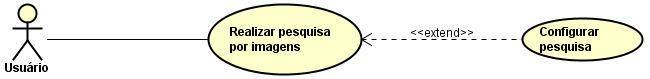 Usuário
Realizar pesquisa
por imagens
<<extend>>
Configurar
pesquisa